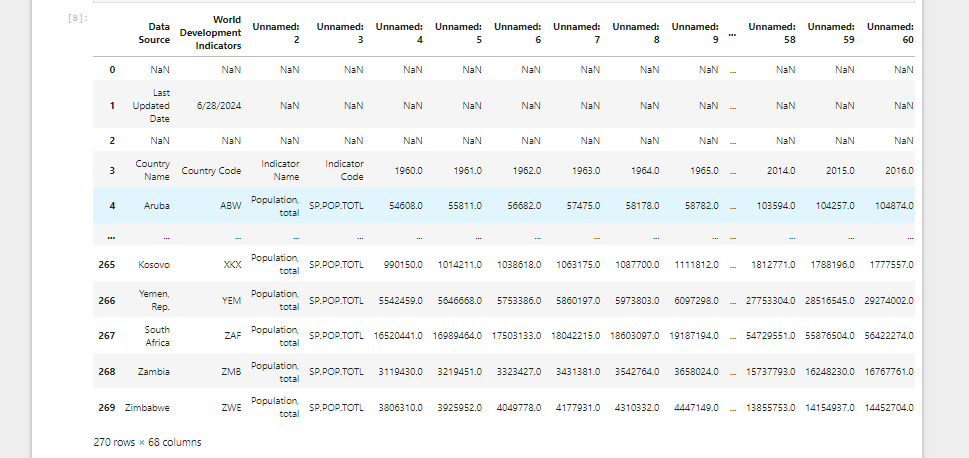 [8]:
Data Source World Development Indicators Unnamed: 2 Unnamed: 3 Unnamed: 4 Unnamed: 5 Unnamed: 6 Unnamed: 7 Unnamed: 8 Unnamed: 9 ... Unnamed: 58 Unnamed: 59 Unnamed: 60
0 NaN NaN NaN NaN NaN NaN NaN NaN NaN NaN ... NaN NaN NaN
1 Last Updated Date 6/28/2024 NaN NaN NaN NaN NaN NaN NaN NaN ... NaN NaN NaN
2 NaN NaN NaN NaN NaN NaN NaN NaN NaN NaN ... NaN NaN NaN
3 Country Name Country Code Indicator Name Indicator Code 1960.0 1961.0 1962.0 1963.0 1964.0 1965.0 ... 2014.0 2015.0 2016.0
4 Aruba ABW Population, total SP.POP.TOTL 54608.0 55811.0 56682.0 57475.0 58178.0 58782.0 ... 103594.0 104257.0 104874.0
... ... ... ... ... ... ... ... ... ... ... ... ... ... ...
265 Kosovo XKX Population, total SP.POP.TOTL 990150.0 1014211.0 1038618.0 1063175.0 1087700.0 1111812.0 ... 1812771.0 1788196.0 1777557.0
266 Yemen, Rep. YEM Population, total SP.POP.TOTL 5542459.0 5646668.0 5753386.0 5860197.0 5973803.0 6097298.0 ... 27753304.0 28516545.0 29274002.0
267 South Africa ZAF Population, total SP.POP.TOTL 16520441.0 16989464.0 17503133.0 18042215.0 18603097.0 19187194.0 ... 54729551.0 55876504.0 56422274.0
268 Zambia ZMB Population, total SP.POP.TOTL 3119430.0 3219451.0 3323427.0 3431381.0 3542764.0 3658024.0 ... 15737793.0 16248230.0 16767761.0
269 Zimbabwe ZWE Population, total SP.POP.TOTL 3806310.0 3925952.0 4049778.0 4177931.0 4310332.0 4447149.0 ... 13855753.0 14154937.0 14452704.0
270 rows × 68 columns